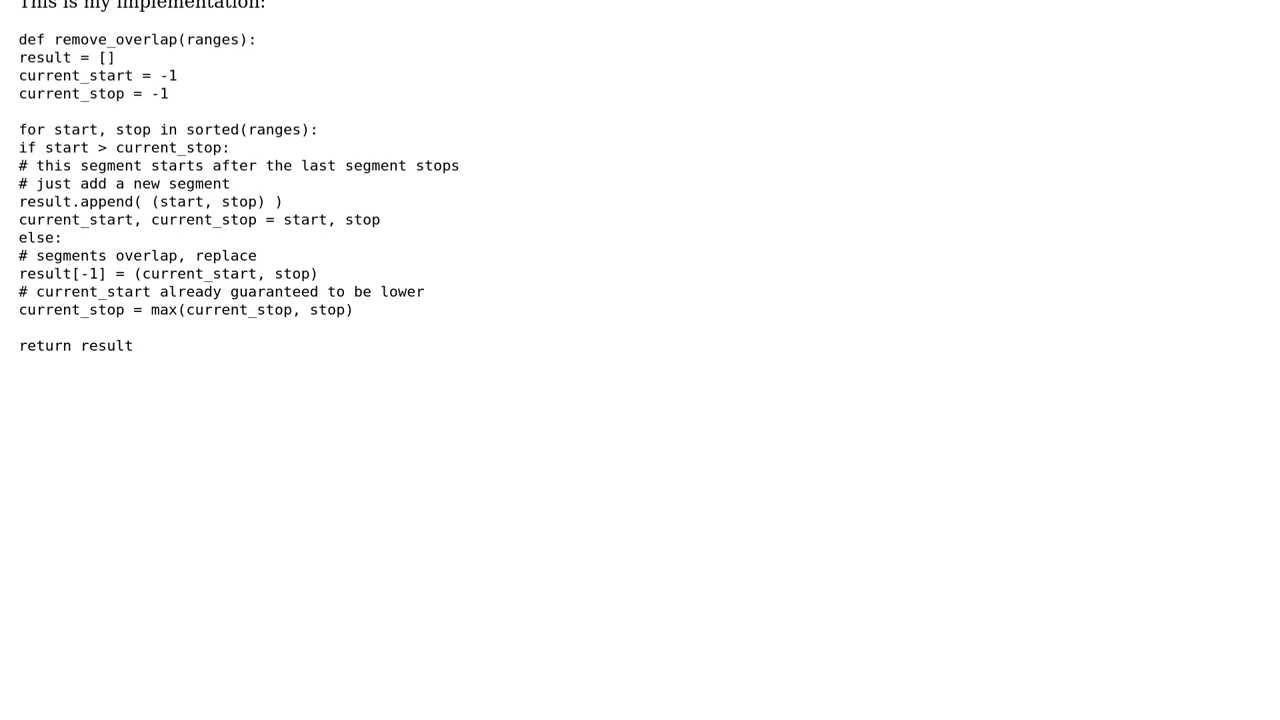 This is my implementation:
def remove_overlap(ranges):
result = []
current_start = -1
current_stop = -1
for start, stop in sorted(ranges):
if start > current_stop:
# this segment starts after the last segment stops
# just add a new segment
result.append( (start, stop) )
current_start, current_stop = start, stop
else:
# segments overlap, replace
result[-1] = (current_start, stop)
# current_start already guaranteed to be lower
current_stop = max(current_stop, stop)
return result